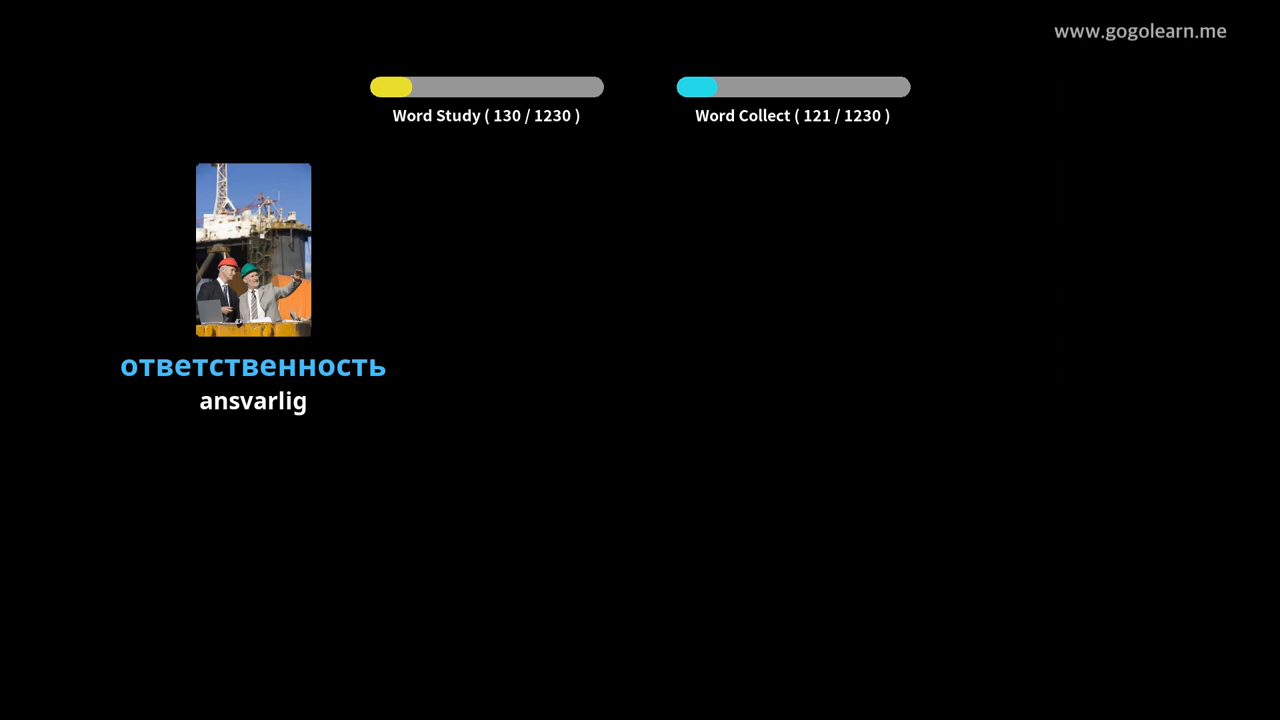 www.gogolearn.me
Word Study ( 130 / 1230 )
Word Collect ( 121 / 1230 )
ответственность
ansvarlig